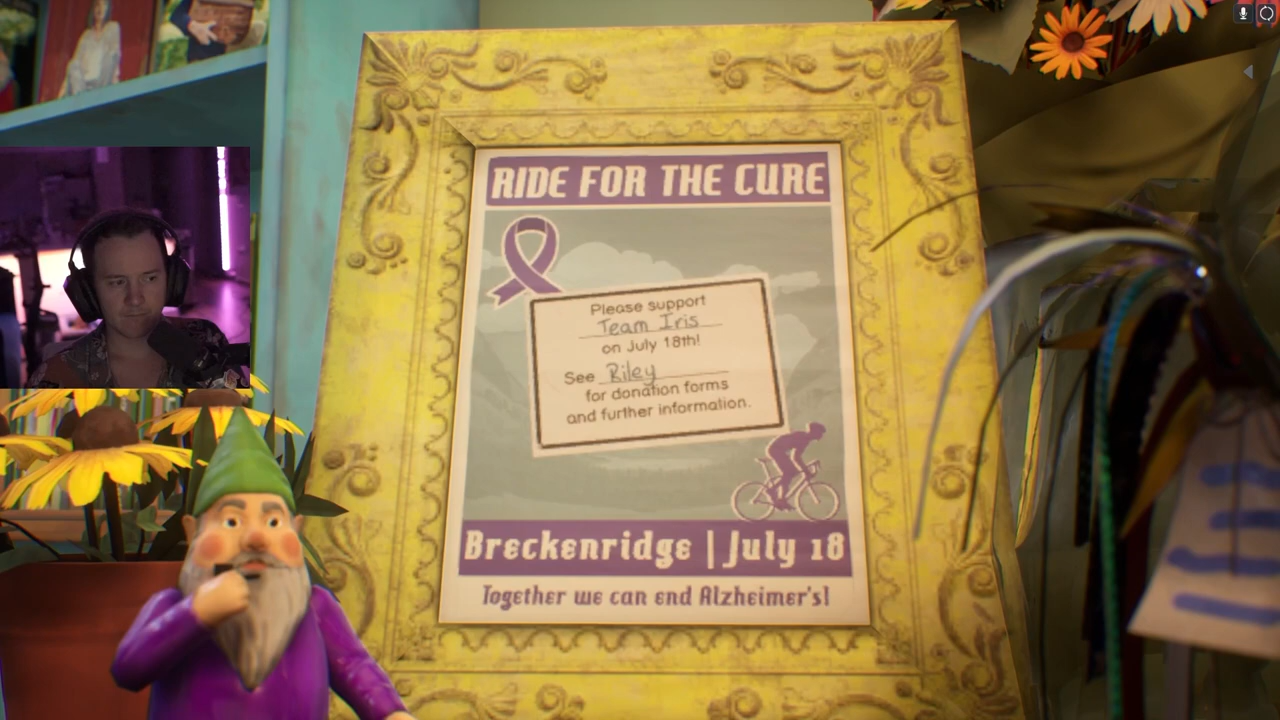 RIDE FOR THE CURE
Please support
Team Iris
on July 18th!
See Riley
for donation forms
and further information.
Breckenridge | July 18
Together we can end Alzheimer's!